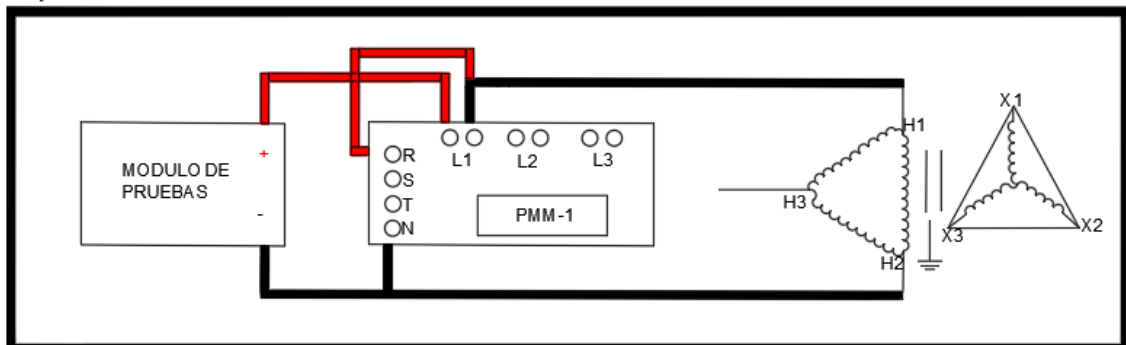 MODULO DE
PRUEBAS
+
-
R
S
T
N
L1
L2
L3
PMM-1
H1
H3
H2
X1
X3
X2